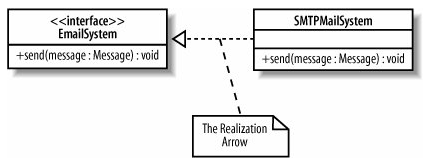 <<interface>>
EmailSystem
+send(message : Message) : void
SMTPMailSystem
+send(message : Message) : void
The Realization
Arrow